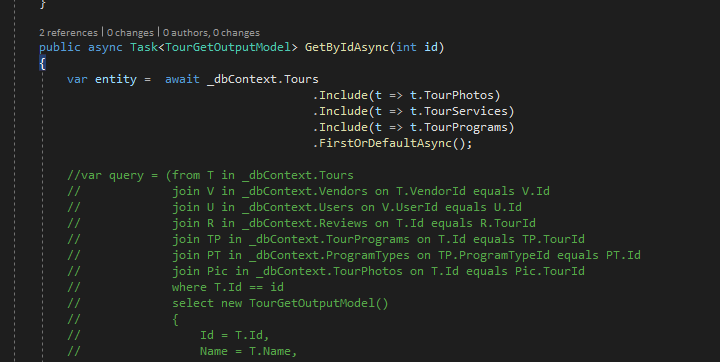 }
2 references | 0 changes | 0 authors, 0 changes
public async Task<TourGetOutputModel> GetByIdAsync(int id)
{
var entity = await _dbContext.Tours
.Include(t => t.TourPhotos)
.Include(t => t.TourServices)
.Include(t => t.TourPrograms)
.FirstOrDefaultAsync();
//var query = (from T in _dbContext.Tours
// join V in _dbContext.Vendors on T.VendorId equals V.Id
// join U in _dbContext.Users on V.UserId equals U.Id
// join R in _dbContext.Reviews on T.Id equals R.TourId
// join TP in _dbContext.TourPrograms on T.Id equals TP.TourId
// join PT in _dbContext.ProgramTypes on TP.ProgramTypeId equals PT.Id
// join Pic in _dbContext.TourPhotos on T.Id equals Pic.TourId
// where T.Id == id
// select new TourGetOutputModel()
// {
// Id = T.Id,
// Name = T.Name,